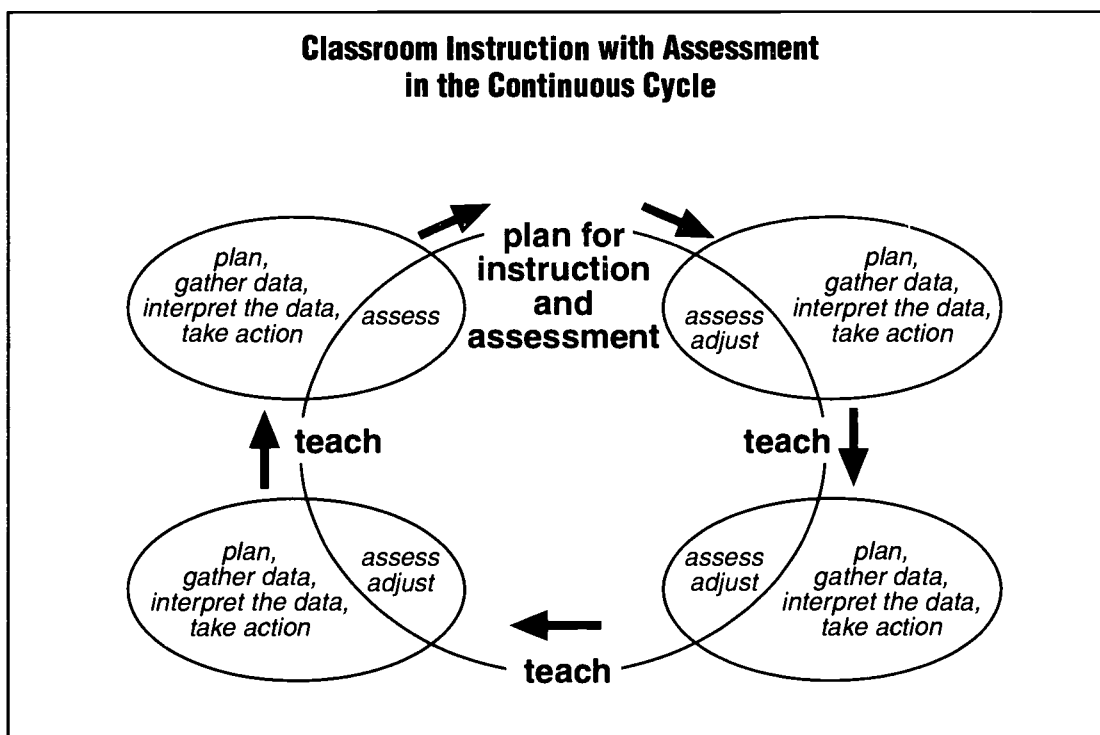 Classroom Instruction with Assessment
in the Continuous Cycle
plan for
instruction
and
assessment
plan,
gather data,
interpret the data,
take action
assess
assess
adjust
plan,
gather data,
interpret the data,
take action
teach
teach
plan,
gather data,
interpret the data,
take action
assess
adjust
assess
adjust
plan,
gather data,
interpret the data,
take action
teach